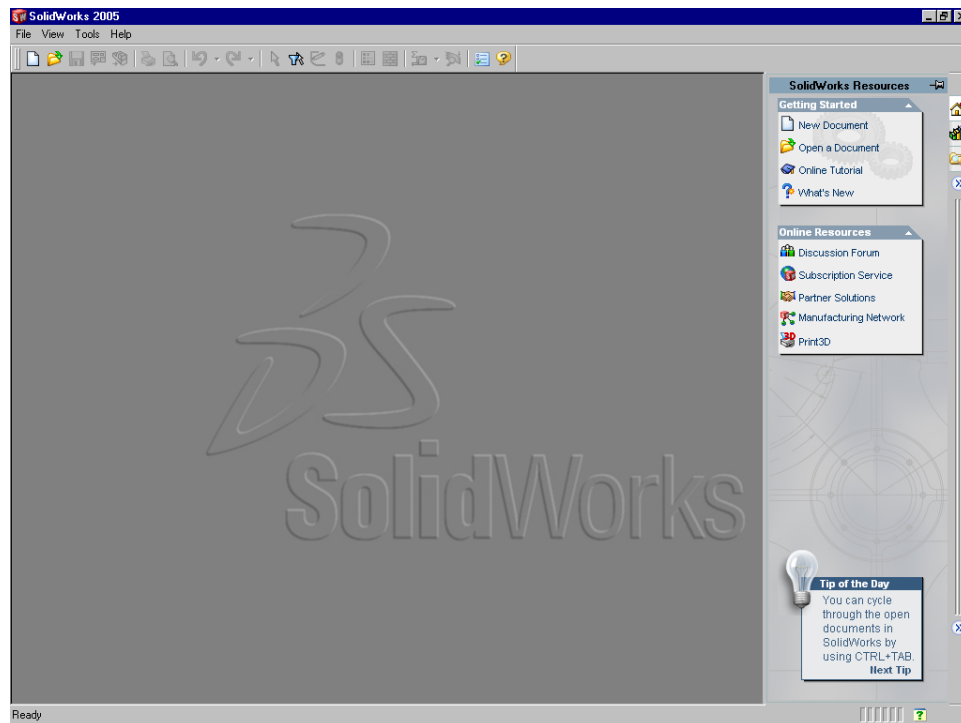 SolidWorks 2005
File View Tools Help
SolidWorks Resources
Getting Started
New Document
Open a Document
Online Tutorial
What's New
Online Resources
Discussion Forum
Subscription Service
Partner Solutions
Manufacturing Network
3D
Print3D
SolidWorks
Tip of the Day
You can cycle
through the open
documents in
SolidWorks by
using CTRL+TAB.
Next Tip
Ready